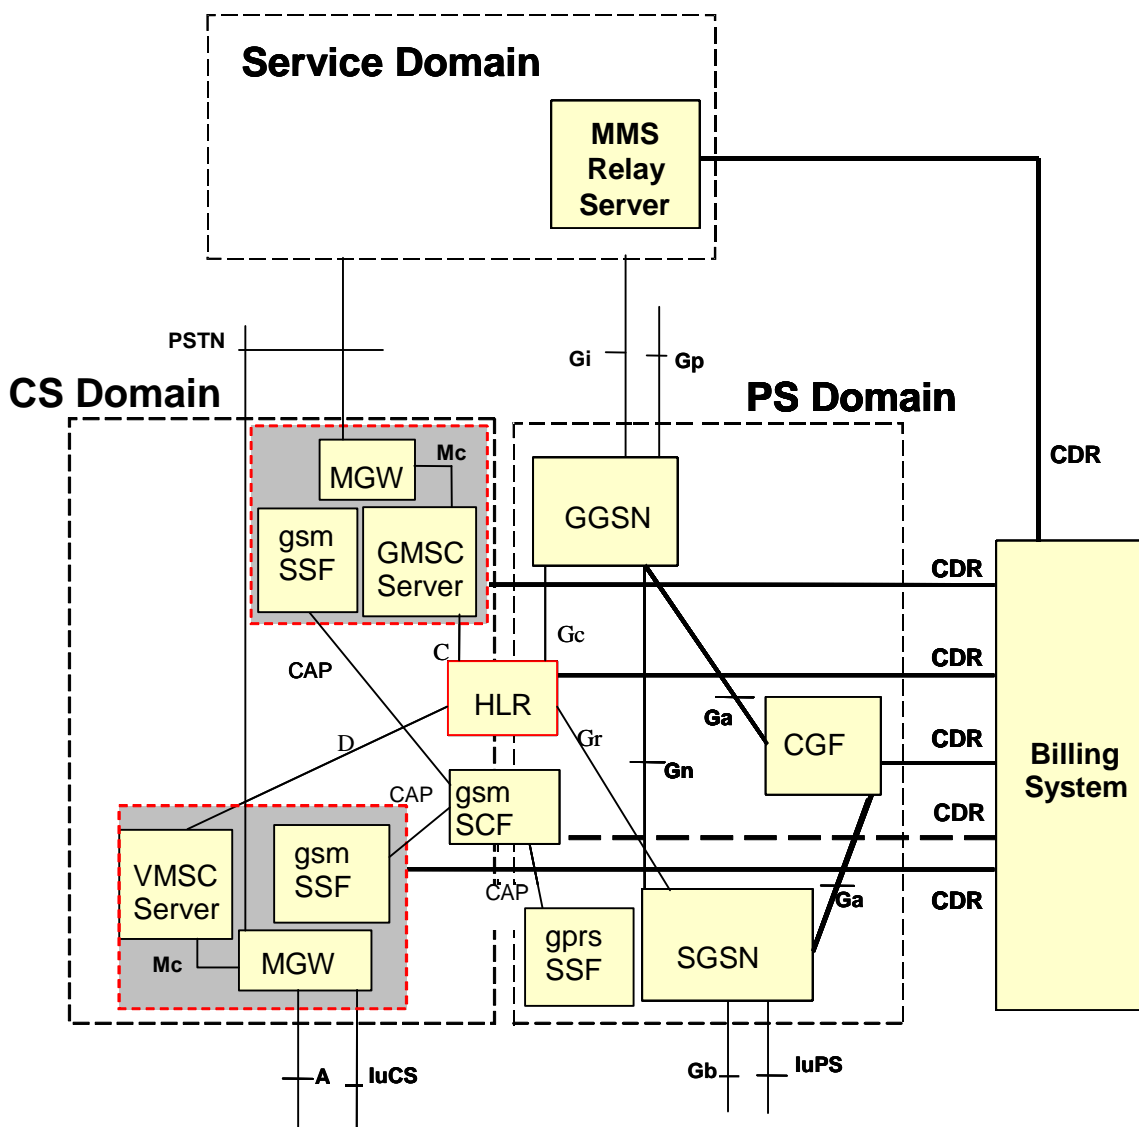 Service Domain
MMS
Relay
Server
PSTN
Gi
Gp
CS Domain
PS Domain
Mc
CDR
MGW
GGSN
gsm
SSF
GMSC
Server
CDR
C
Gc
CAP
CDR
HLR
Ga
D
Gr
CGF
CDR
Gn
Billing
System
CAP
gsm
SCF
CDR
VMSC
Server
gsm
SSF
CAP
Ga
CDR
gprs
SSF
SGSN
Mc
MGW
A
IuCS
Gb
IuPS